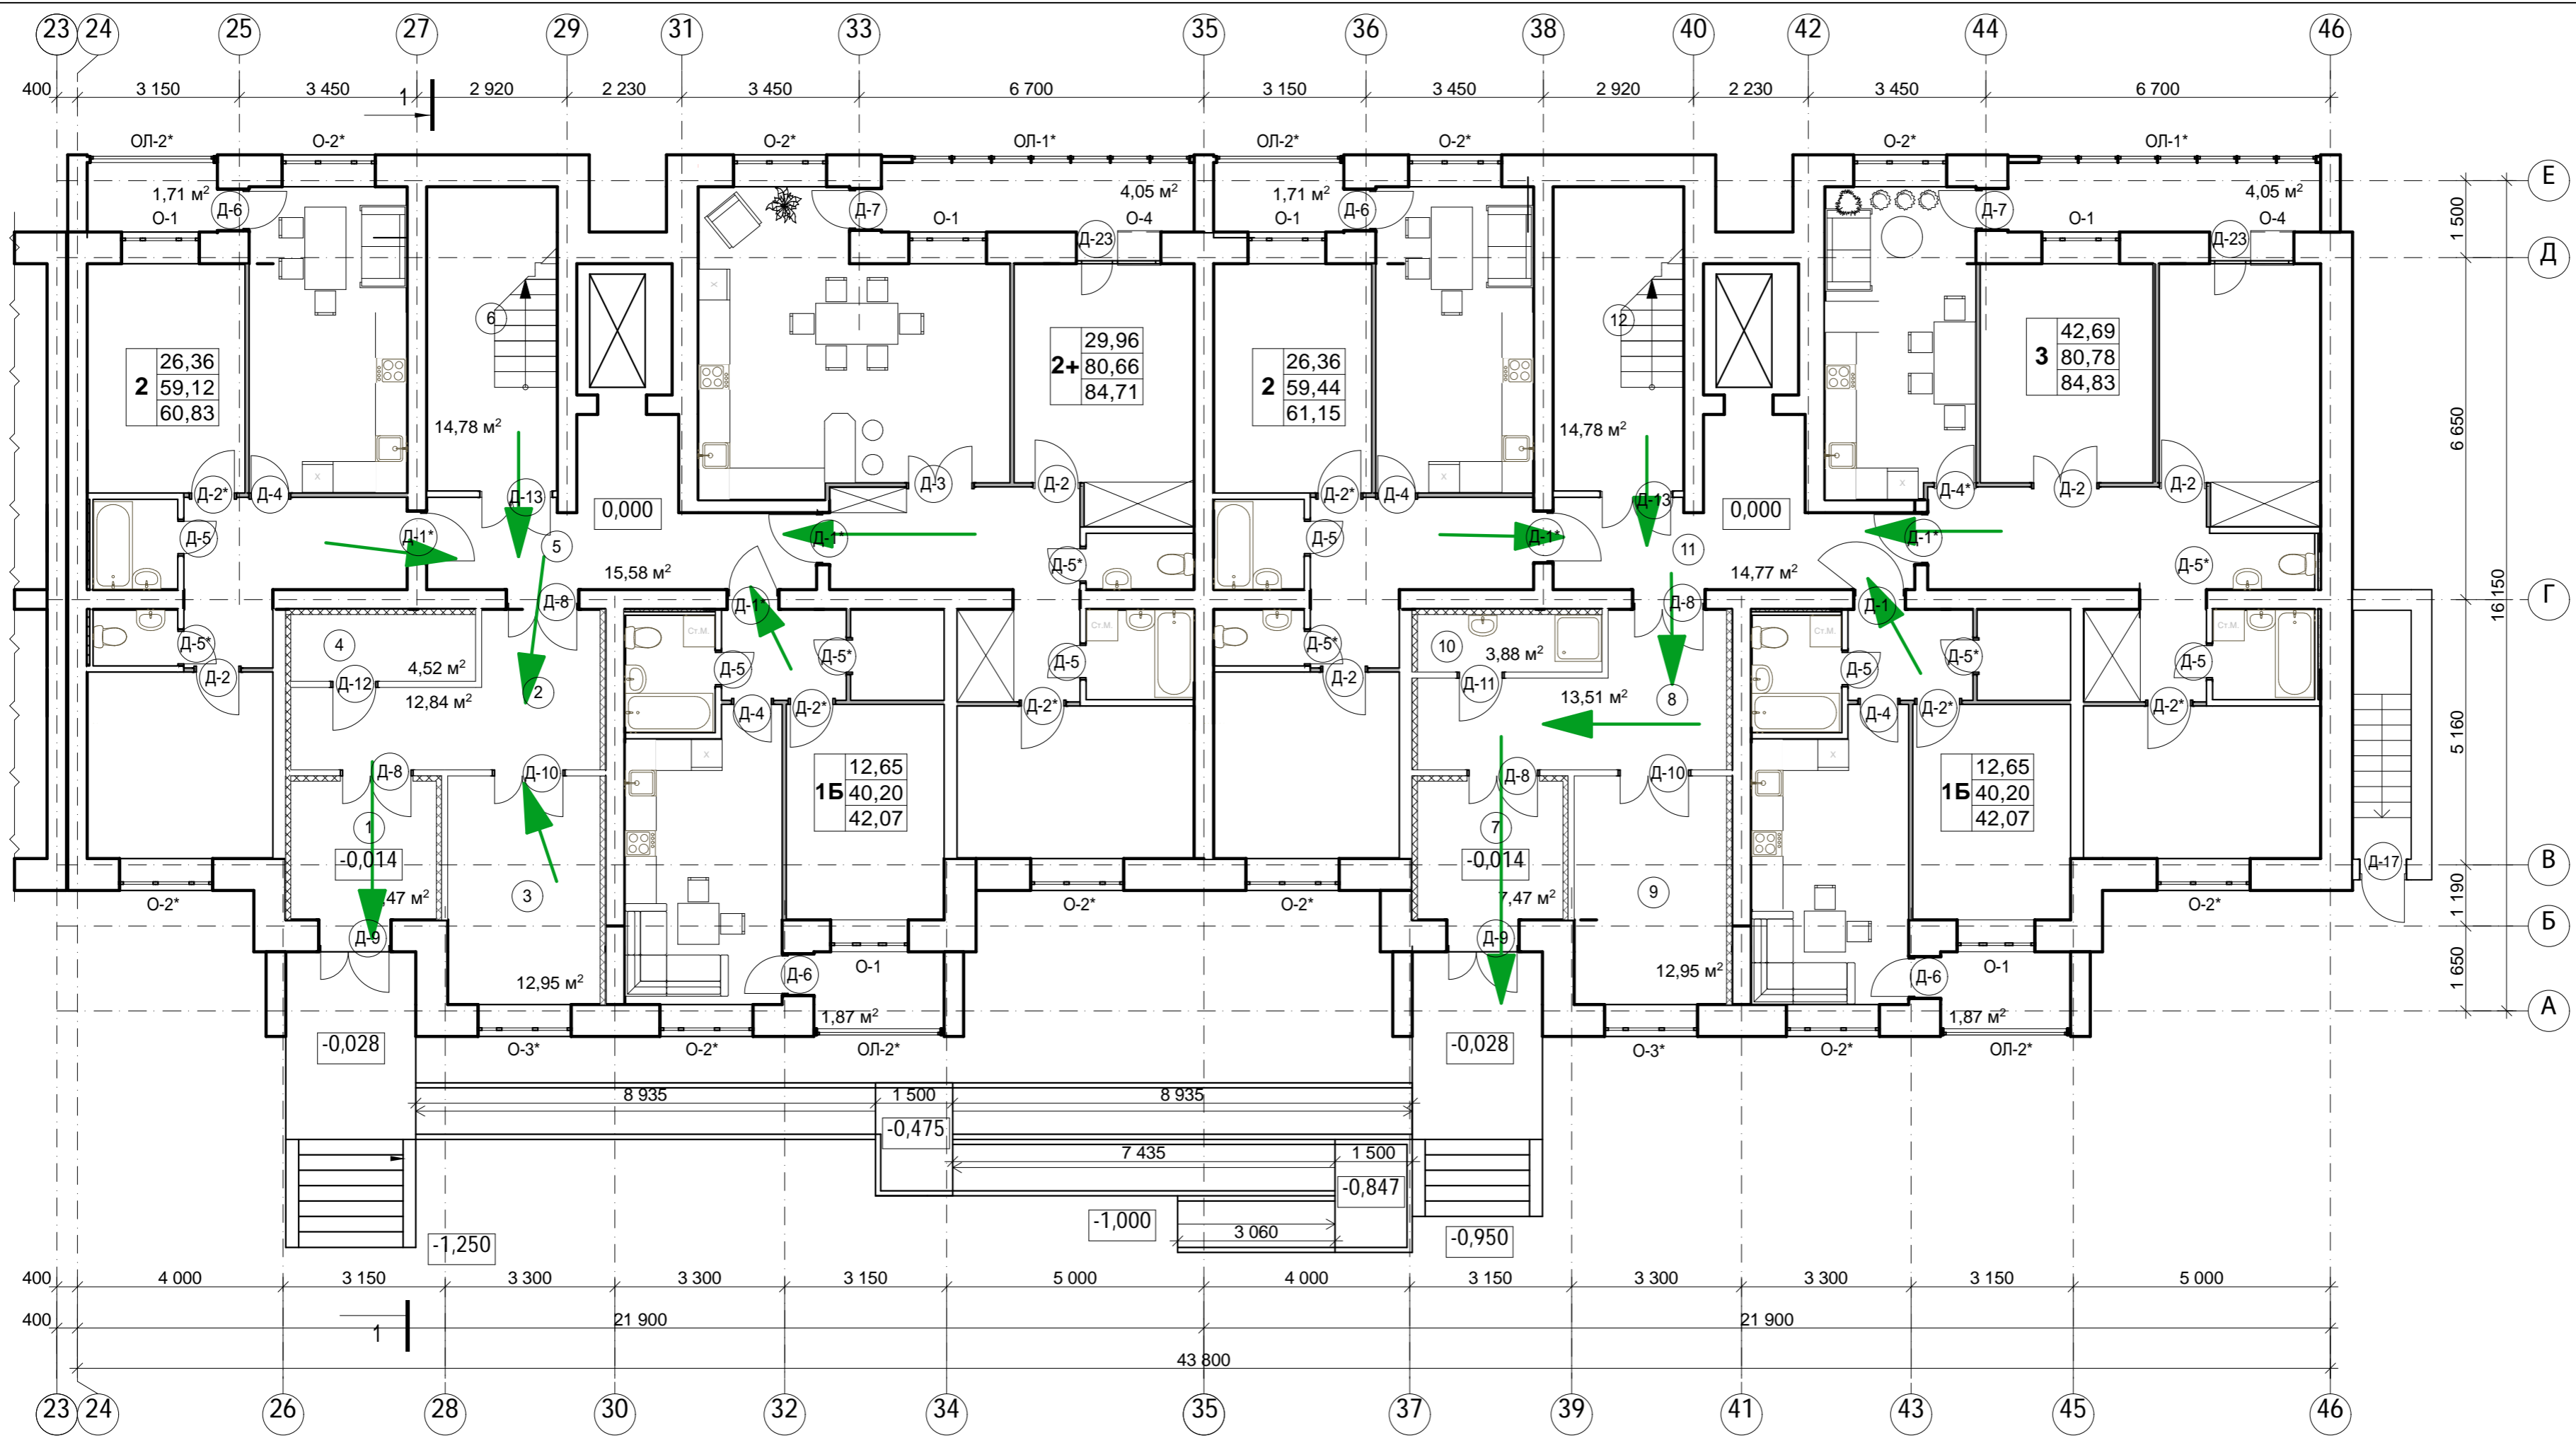 23 24 25 27 29 31 33 35 36 38 40 42 44 46
400 3 150 3 450 2 920 2 230 3 450 6 700 3 150 3 450 2 920 2 230 3 450 6 700
1
ОЛ-2* О-2* О-2* ОЛ-1* ОЛ-2* О-2* О-2* ОЛ-1*
Е
1,71 м² 4,05 м² 1,71 м² 4,05 м²
Д-6 О-1 Д-7 О-1 Д-23 О-4 О-1 Д-6 Д-7 О-1 Д-23 О-4
1 500
Д
Х
6 12
2 26,36 59,12 60,83
2+ 29,96 80,66 84,71
2 26,36 59,44 61,15
3 42,69 80,78 84,83
14,78 м² 14,78 м²
6 650
Х Х Х
Д-2* Д-4 Д-13 Д-3 Д-2 Д-2* Д-4 Д-13 Д-4* Д-2 Д-2
0,000 0,000
Д-5 Д-1* 5 Д-1* Д-5 Д-1* 11 Д-1*
15,58 м² Д-5* 14,77 м² Д-5*
Д-8 Д-1* Д-8 Д-1
Г
16 150
Ст.М. Ст.М. Ст.М. Ст.М.
4 Д-5* Д-5* Д-5* 10 Д-5*
4,52 м² Д-2 Д-12 Д-5 Д-5 Д-2 3,88 м² Д-11 Д-5 Д-5
12,84 м² 2 Д-4 Д-2* Д-2* 13,51 м² 8 Д-4 Д-2* Д-2*
5 160
Х Х
Д-8 Д-10 Д-8 Д-10
1Б 12,65 40,20 42,07
1Б 12,65 40,20 42,07
1 7
-0,014 -0,014
Д-17
В
47 м² 3 7,47 м² 9
О-2* О-2* О-2* О-2*
1 190
Д-9 Д-9
Б
О-1 О-1
12,95 м² Д-6 12,95 м² Д-6
1 650
1,87 м² 1,87 м²
А
-0,028 О-3* О-2* ОЛ-2* -0,028 О-3* О-2* ОЛ-2*
8 935 1 500 8 935
-0,475
7 435 1 500
-0,847
-1,000
3 060
-1,250 -0,950
400 4 000 3 150 3 300 3 300 3 150 5 000 4 000 3 150 3 300 3 300 3 150 5 000
400 21 900 21 900
1
43 800
23 24 26 28 30 32 34 35 37 39 41 43 45 46